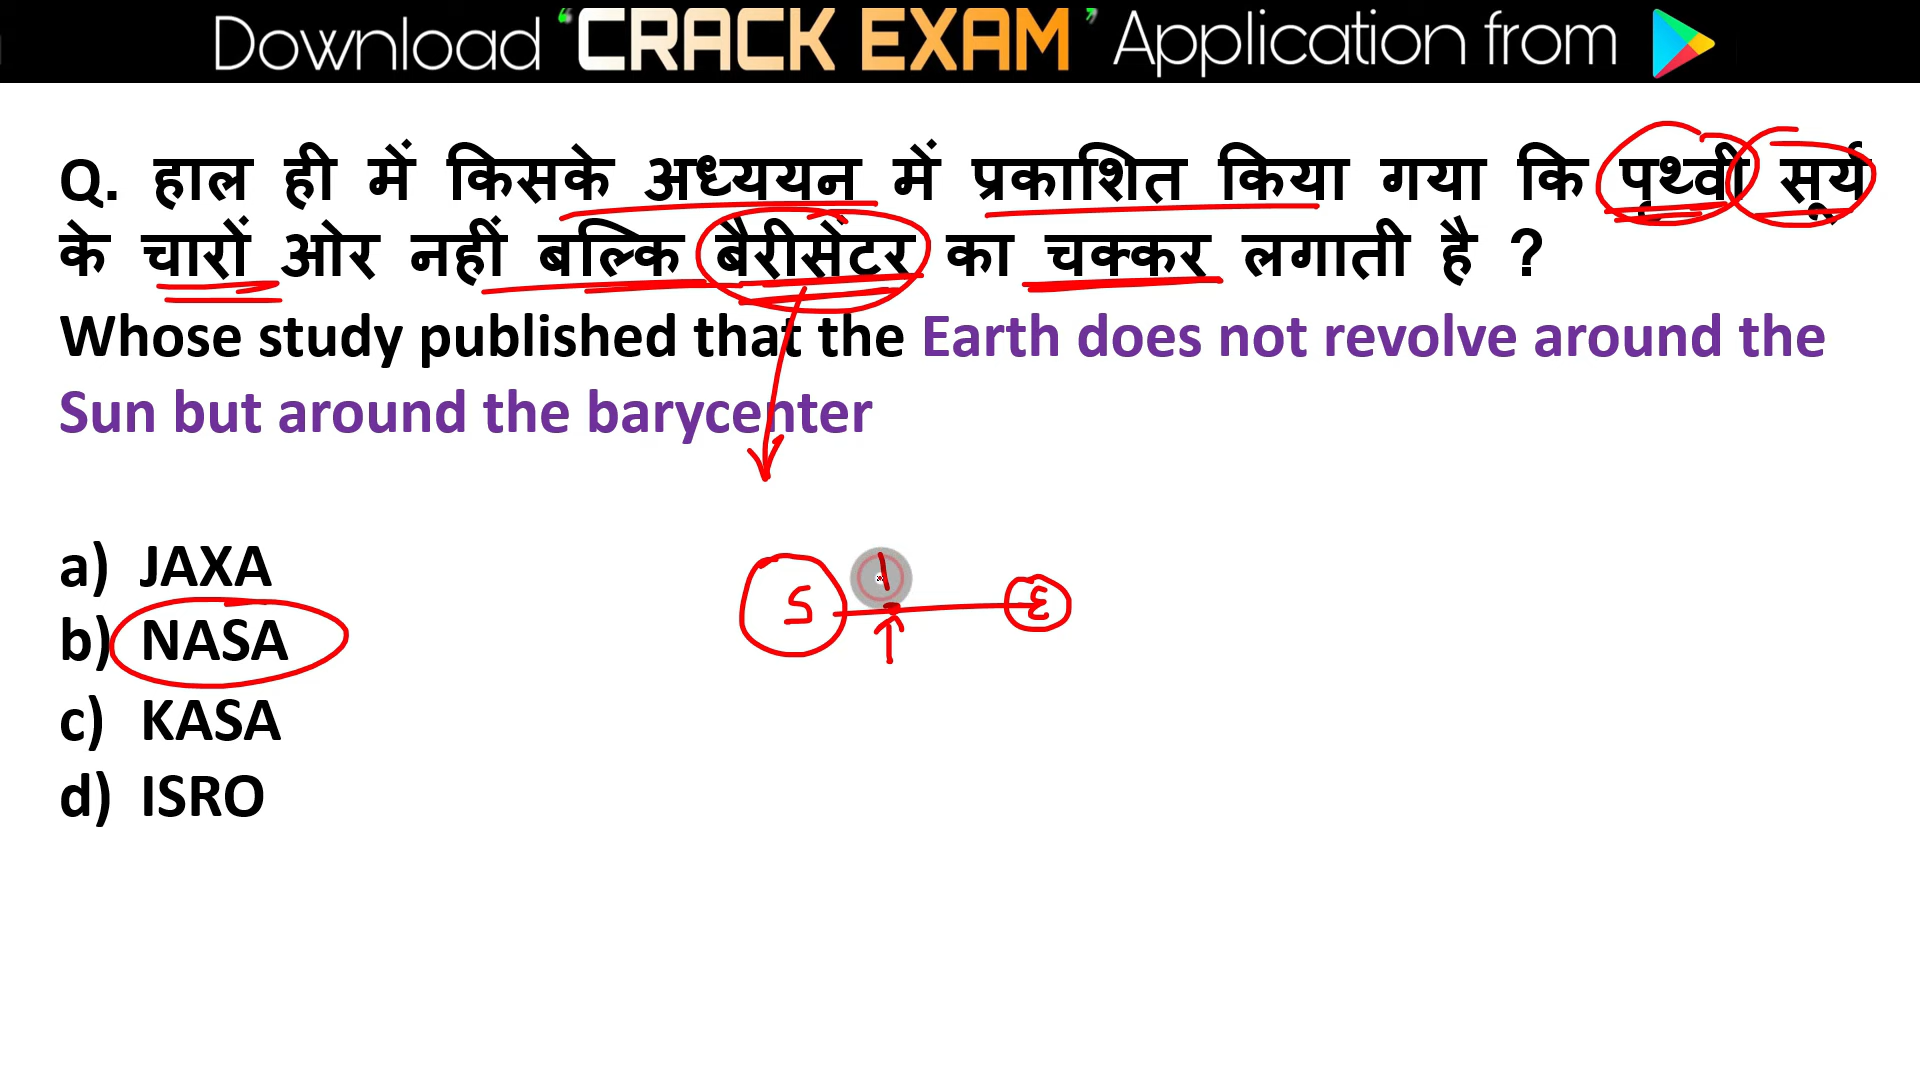 Download ‘CRACK EXAM’ Application from
Q. हाल ही में किसके अध्ययन में प्रकाशित किया गया कि पृथ्वी सूर्य
के चारों ओर नहीं बल्कि बैरीसेंटर का चक्कर लगाती है ?
Whose study published that the Earth does not revolve around the
Sun but around the barycenter
a) JAXA
S E
b) NASA
c) KASA
d) ISRO